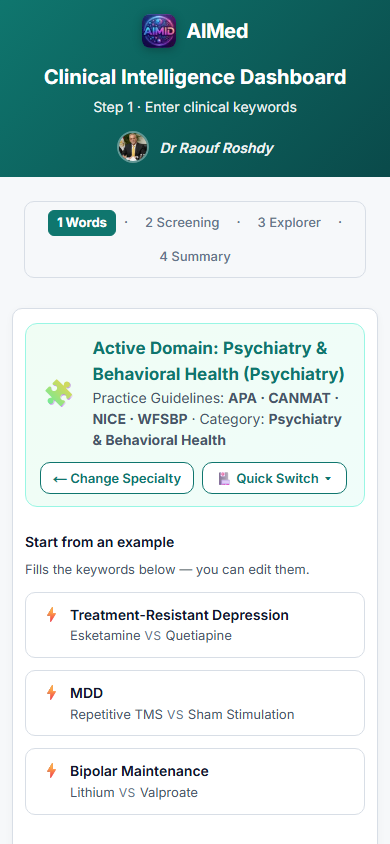 AIMID
AIMed
Clinical Intelligence Dashboard
Step 1 · Enter clinical keywords
Dr Raouf Roshdy
1 Words · 2 Screening · 3 Explorer ·
4 Summary
Active Domain: Psychiatry &
Behavioral Health (Psychiatry)
Practice Guidelines: APA · CANMAT ·
NICE · WFSBP · Category: Psychiatry
& Behavioral Health
← Change Specialty
Quick Switch
Start from an example
Fills the keywords below — you can edit them.
Treatment-Resistant Depression
Esketamine VS Quetiapine
MDD
Repetitive TMS VS Sham Stimulation
Bipolar Maintenance
Lithium VS Valproate